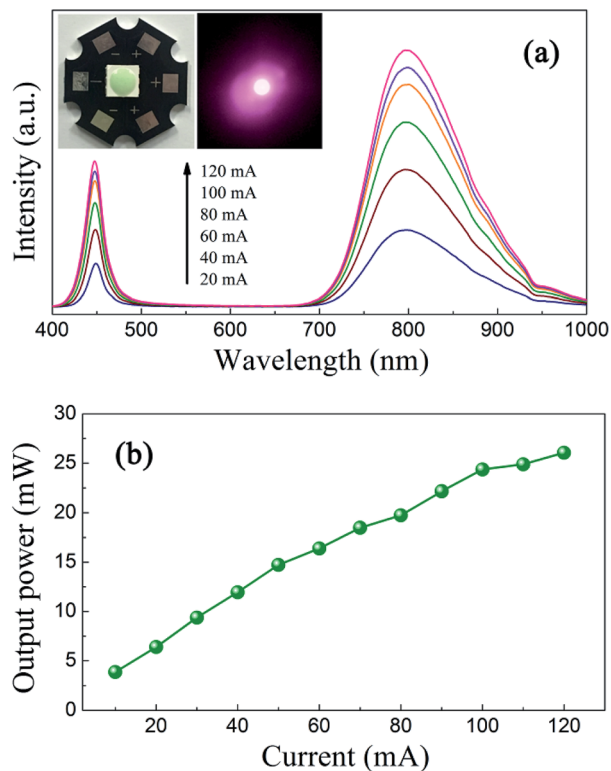 (a)
Intensity (a.u.)
120 mA
100 mA
80 mA
60 mA
40 mA
20 mA
400 500 600 700 800 900 1000
Wavelength (nm)
(b)
Output power (mW)
30
25
20
15
10
5
0
20 40 60 80 100 120
Current (mA)